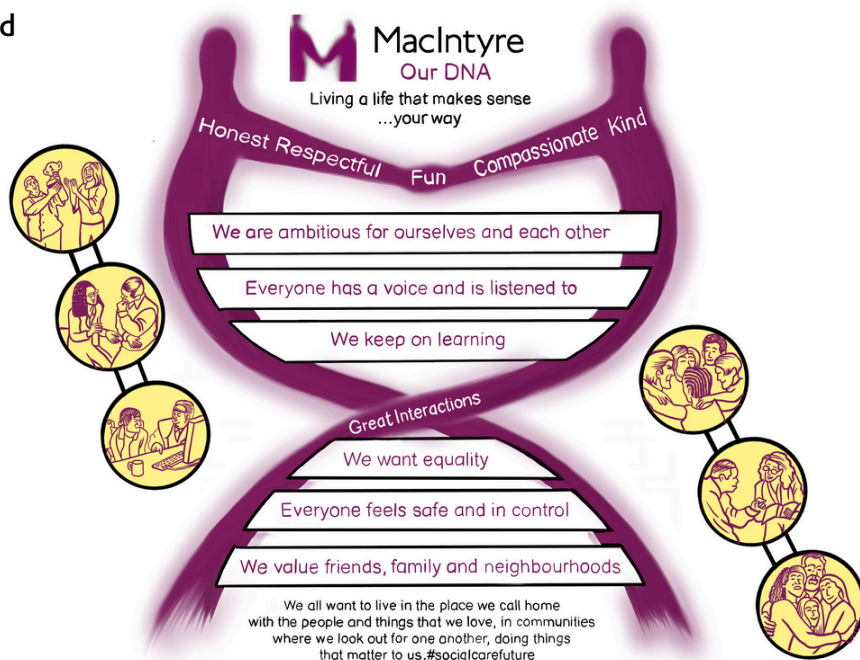 d
MacIntyre
Our DNA
Living a life that makes sense
...your way
Honest Respectful Fun Compassionate Kind
We are ambitious for ourselves and each other
Everyone has a voice and is listened to
We keep on learning
Great Interactions
We want equality
Everyone feels safe and in control
We value friends, family and neighbourhoods
We all want to live in the place we call home
with the people and things that we love, in communities
where we look out for one another, doing things
that matter to us.#socialcarefuture